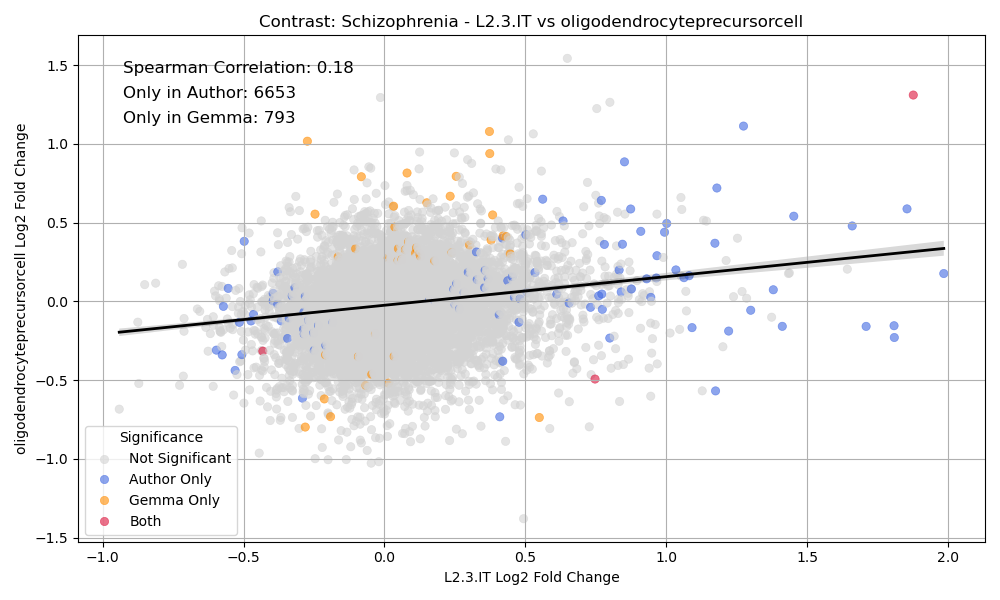 Contrast: Schizophrenia - L2.3.IT vs oligodendrocyteprecursorcell
Spearman Correlation: 0.18
Only in Author: 6653
Only in Gemma: 793
oligodendrocyteprecursorcell Log2 Fold Change
1.5
1.0
0.5
0.0
−0.5
−1.0
−1.5
Significance
Not Significant
Author Only
Gemma Only
Both
−1.0
−0.5
0.0
0.5
1.0
1.5
2.0
L2.3.IT Log2 Fold Change